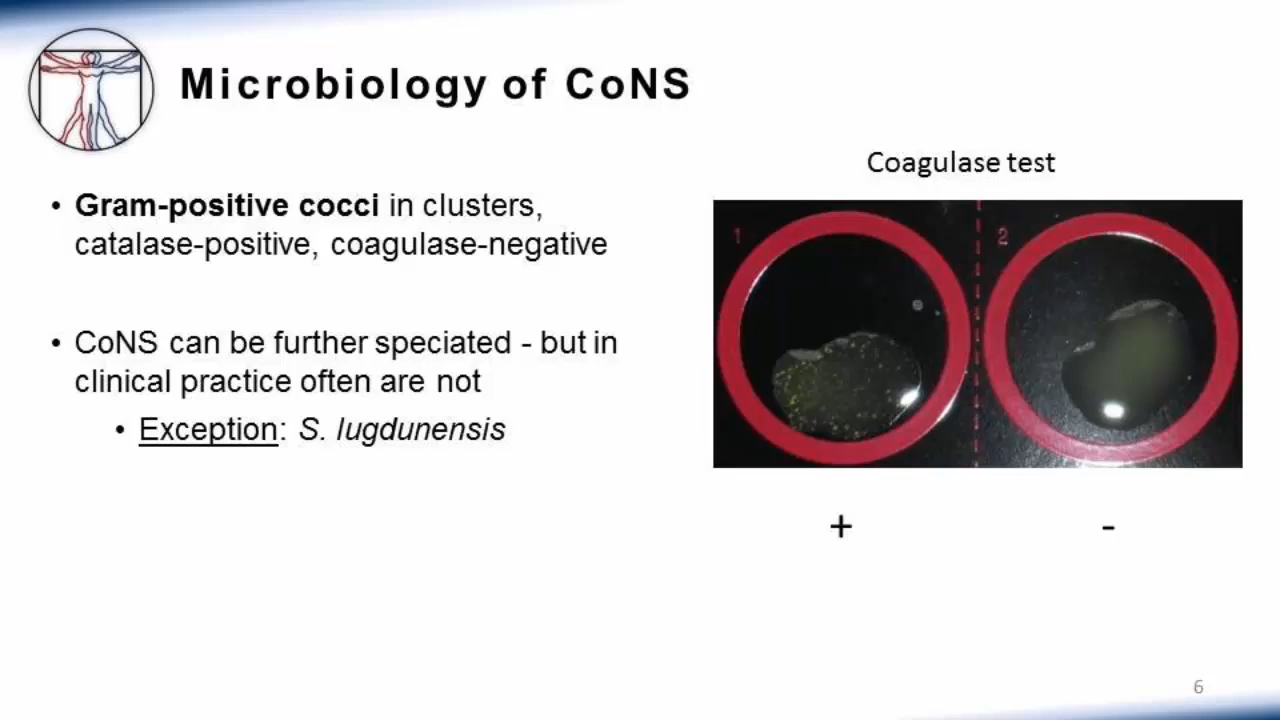 Microbiology of CoNS
• Gram-positive cocci in clusters,
catalase-positive, coagulase-negative
• CoNS can be further speciated - but in
clinical practice often are not
• Exception: S. lugdunensis
Coagulase test
1
2
+
-
6